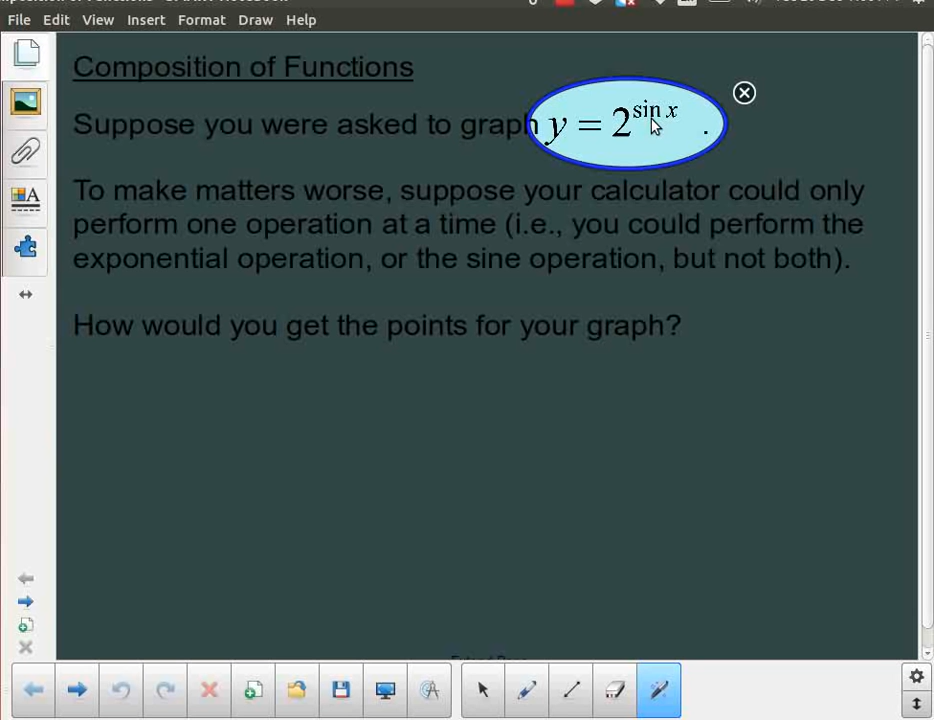 File Edit View Insert Format Draw Help
Composition of Functions
Suppose you were asked to graph y = 2^{sin x} .
To make matters worse, suppose your calculator could only
perform one operation at a time (i.e., you could perform the
exponential operation, or the sine operation, but not both).
How would you get the points for your graph?